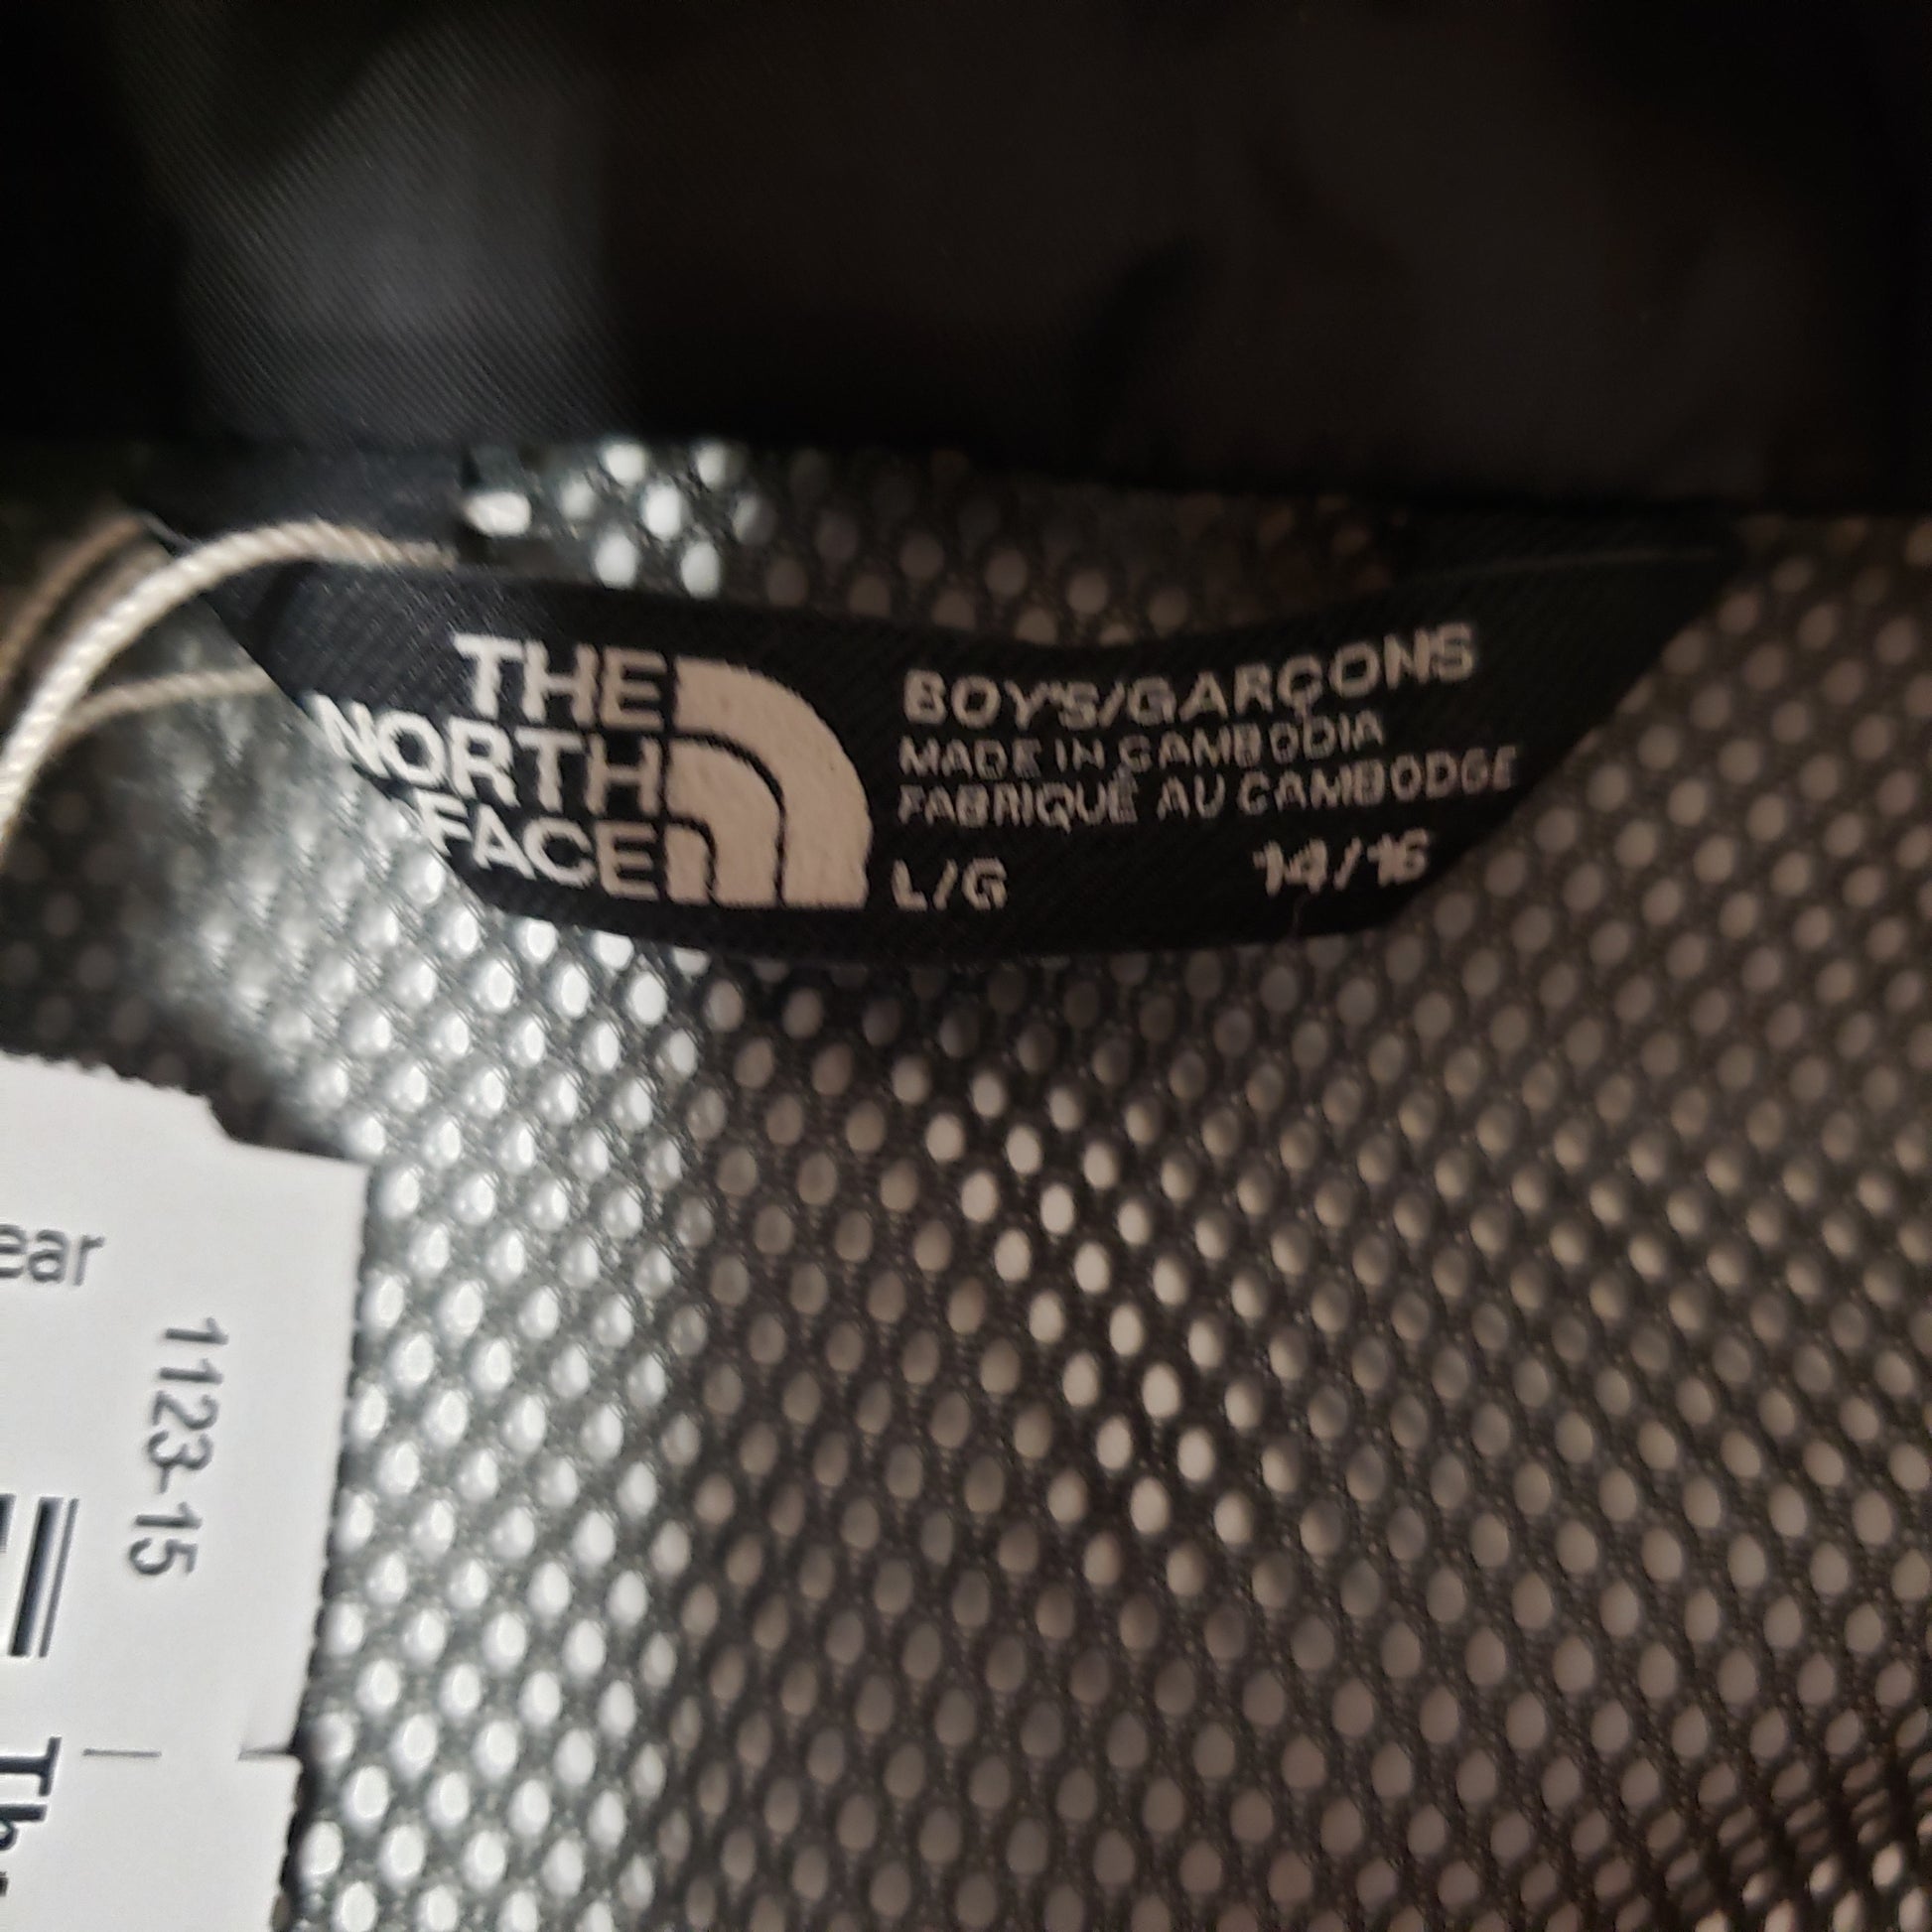 THE
NORTH
FACE
BOY'S/GARÇONS
MADE IN CAMBODIA
FABRIQUÉ AU CAMBODGE
L/G 14/16
ear
1123-15